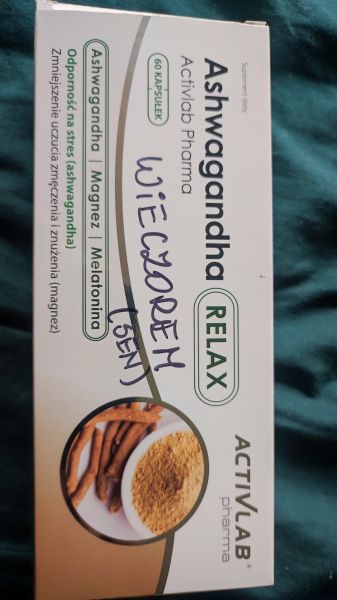 Suplement diety
ACTIVLAB®
pharma
Ashwagandha RELAX
Activlab Pharma
60 KAPSUŁEK
WIECZOREM
(SEN)
Ashwagandha | Magnez | Melatonina
Odporność na stres (ashwagandha)
Zmniejszenie uczucia zmęczenia i znużenia (magnez)